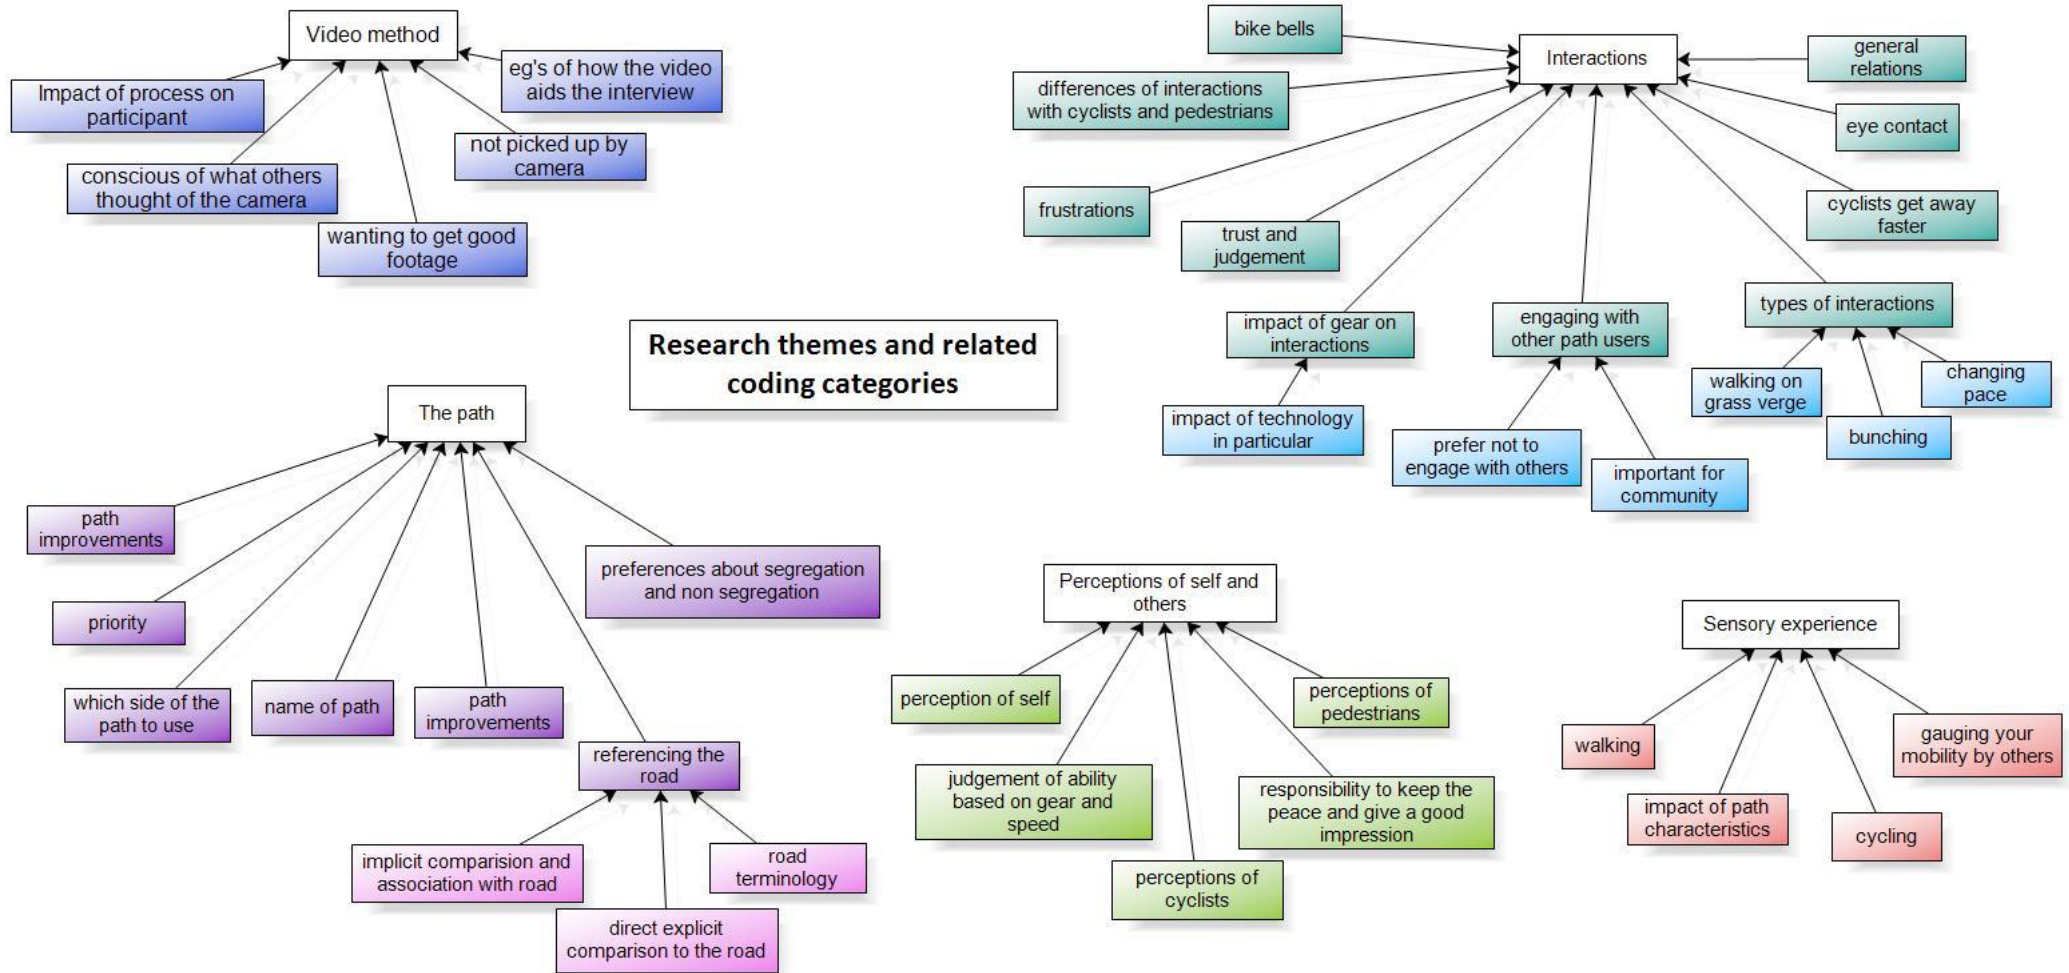 Video method
eg's of how the video
aids the interview
Impact of process on
participant
not picked up by
camera
conscious of what others
thought of the camera
wanting to get good
footage
bike bells
Interactions
general
relations
differences of interactions
with cyclists and pedestrians
eye contact
frustrations
cyclists get away
faster
trust and
judgement
impact of gear on
interactions
engaging with
other path users
types of interactions
impact of technology
in particular
prefer not to
engage with others
important for
community
walking on
grass verge
bunching
changing
pace
Research themes and related
coding categories
The path
path
improvements
preferences about segregation
and non segregation
priority
which side of the
path to use
name of path
path
improvements
referencing the
road
implicit comparision and
association with road
road
terminology
direct explicit
comparison to the road
Perceptions of self and
others
perception of self
perceptions of
pedestrians
judgement of ability
based on gear and
speed
responsibility to keep the
peace and give a good
impression
perceptions of
cyclists
Sensory experience
walking
gauging your
mobility by others
impact of path
characteristics
cycling